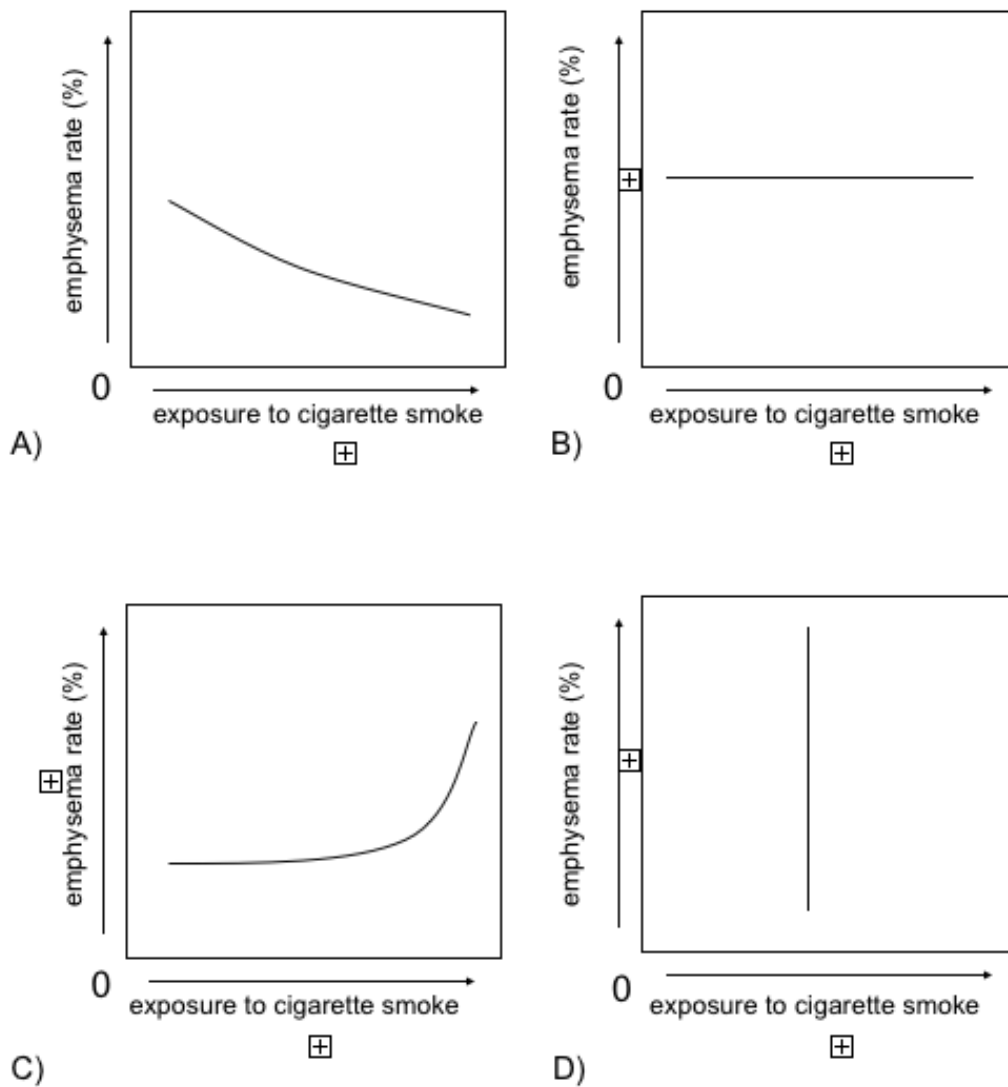 emphysema rate (%)
0
exposure to cigarette smoke
A)
emphysema rate (%)
0
exposure to cigarette smoke
B)
emphysema rate (%)
0
exposure to cigarette smoke
C)
emphysema rate (%)
0
exposure to cigarette smoke
D)